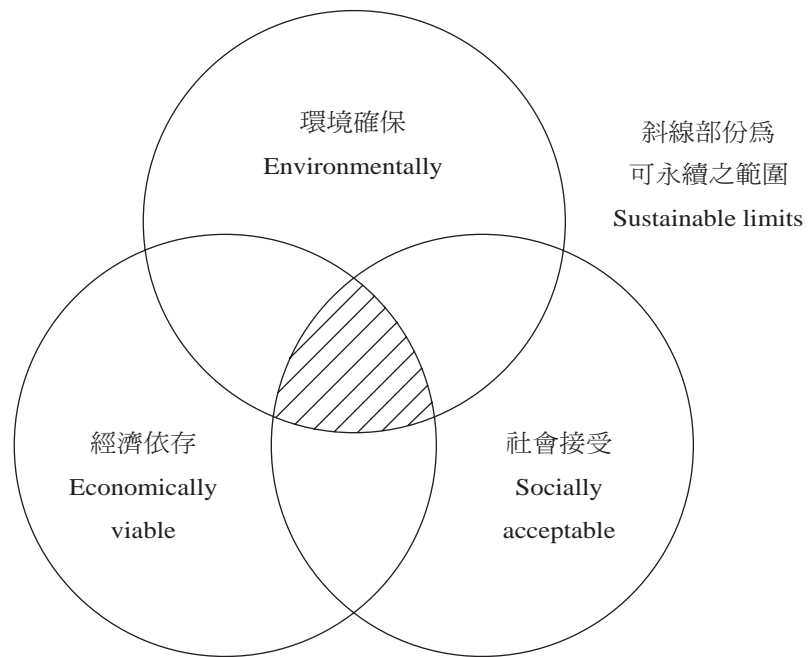 環境確保
Environmentally
斜線部份爲
可永續之範圍
Sustainable limits
經濟依存
Economically
viable
社會接受
Socially
acceptable